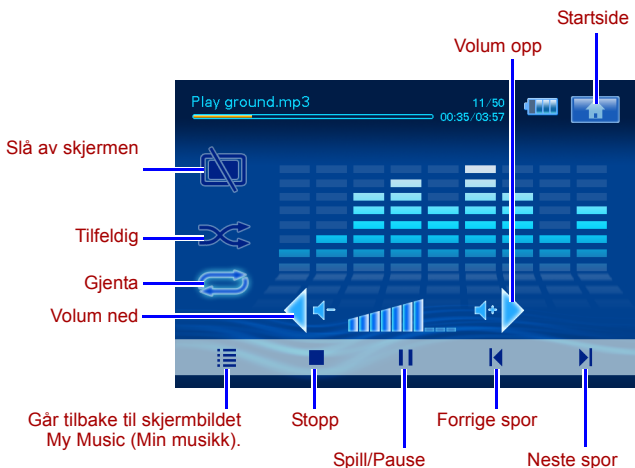 Startside
Volum opp
Play ground.mp3
11/50
00:35/03:57
Slå av skjermen
Tilfeldig
Gjenta
Volum ned
Går tilbake til skjermbildet
My Music (Min musikk).
Stopp
Forrige spor
Spill/Pause
Neste spor